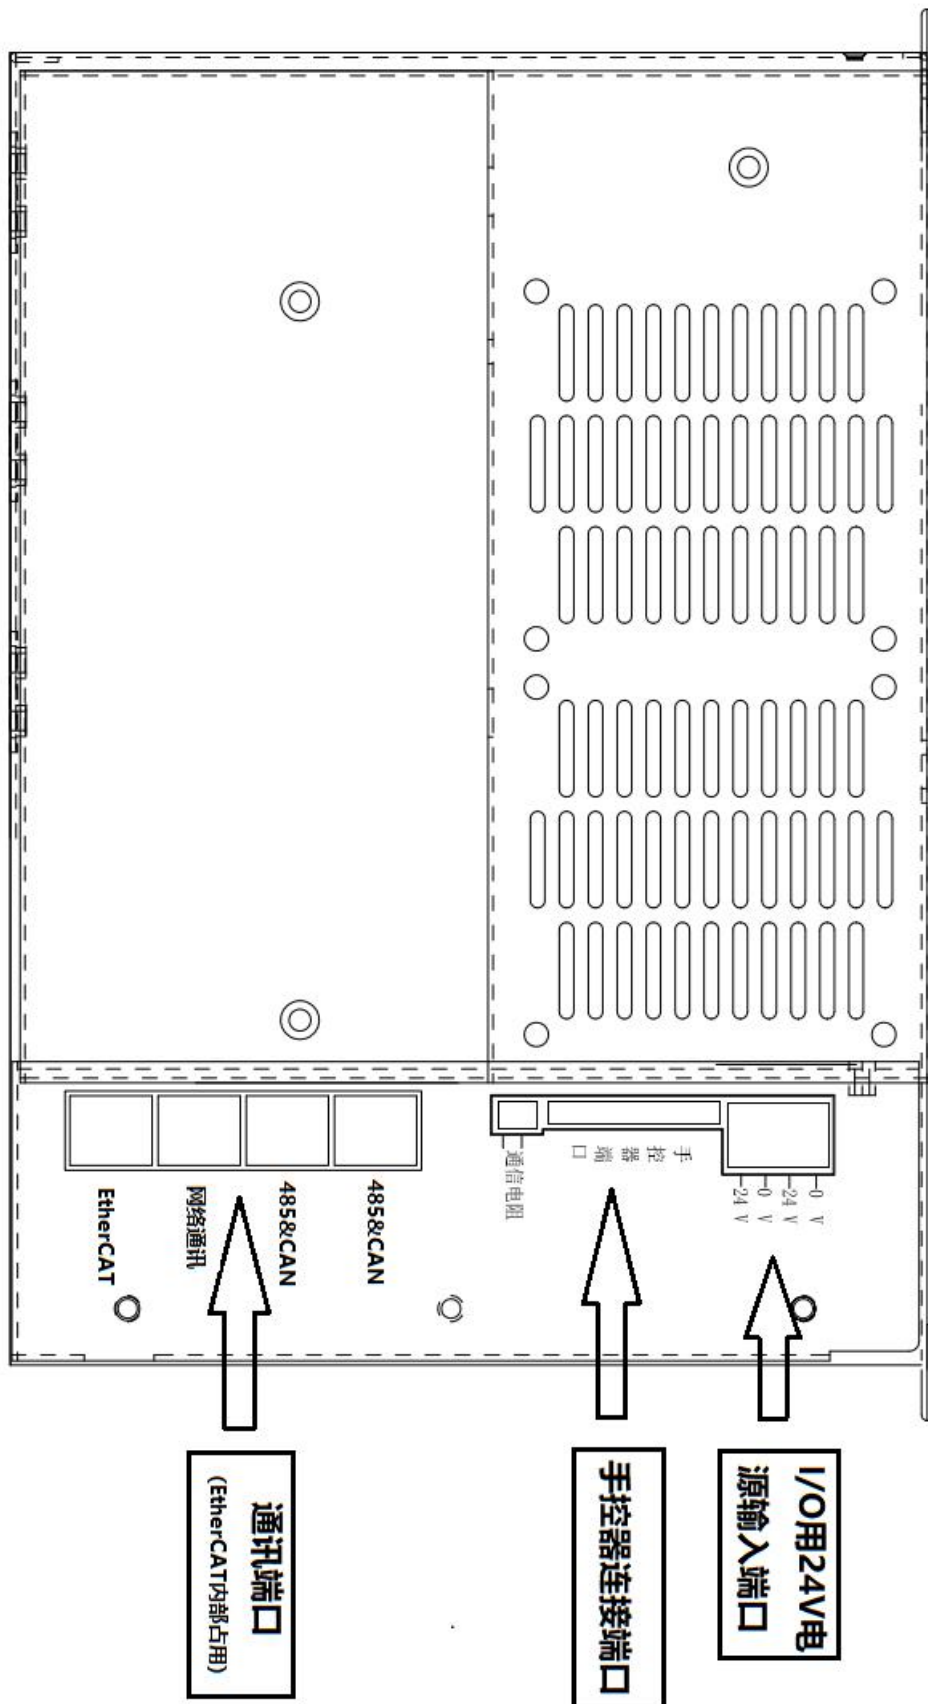 0 V
24 V
0 V
24 V
I/O用24V电
源输入端口
手控器端口
手控器连接端口
通信电阻
485&CAN
485&CAN
网络通讯
EtherCAT
通讯端口
(EtherCAT内部占用)